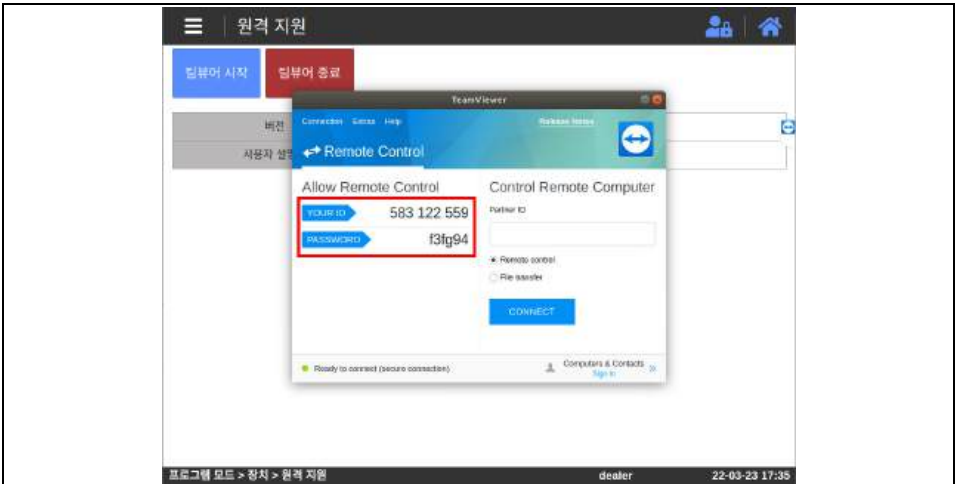 원격 지원
팀뷰어 시작
팀뷰어 종료
TeamViewer
버전
Connection Extras Help
Release Notes
사용자 설명
Remote Control
Allow Remote Control
Control Remote Computer
YOUR ID 583 122 559
Partner ID
PASSWORD f3fg94
Remote control
File transfer
CONNECT
Ready to connect (secure connection)
Computers & Contacts
Sign In
프로그램 모드 > 장치 > 원격 지원
dealer
22-03-23 17:35